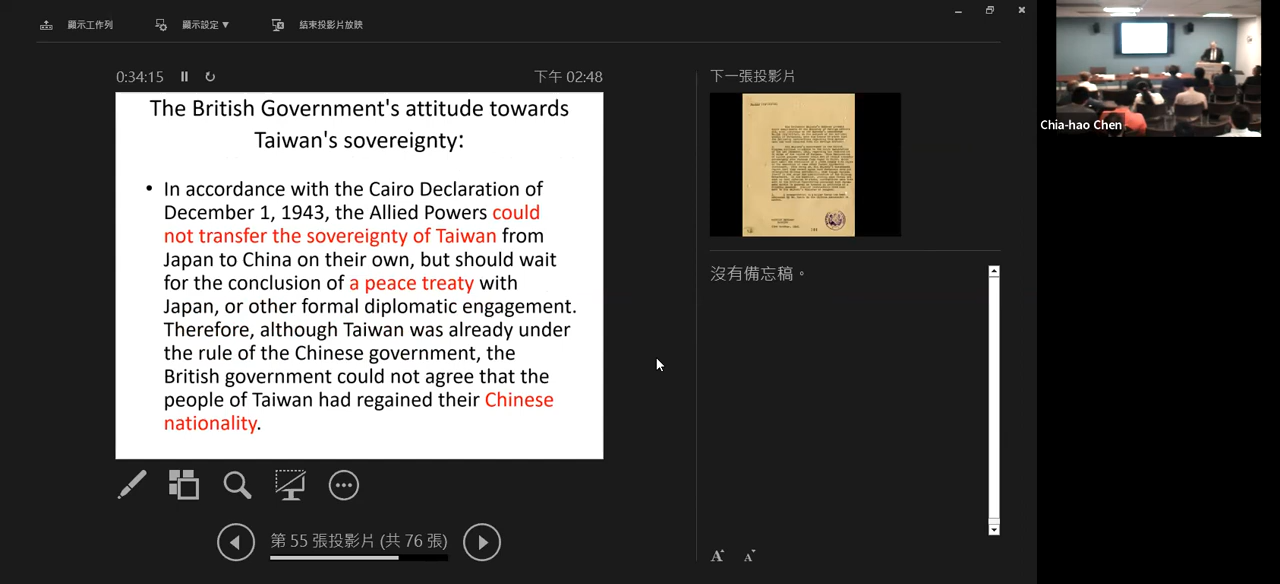 顯示工作列
顯示設定 ▼
結束投影片放映
0:34:15
下午 02:48
The British Government's attitude towards
Taiwan's sovereignty:
• In accordance with the Cairo Declaration of
December 1, 1943, the Allied Powers could
not transfer the sovereignty of Taiwan from
Japan to China on their own, but should wait
for the conclusion of a peace treaty with
Japan, or other formal diplomatic engagement.
Therefore, although Taiwan was already under
the rule of the Chinese government, the
British government could not agree that the
people of Taiwan had regained their Chinese
nationality.
第 55 張投影片 (共 76 張)
下一張投影片
沒有備忘稿。
A A
Chia-hao Chen